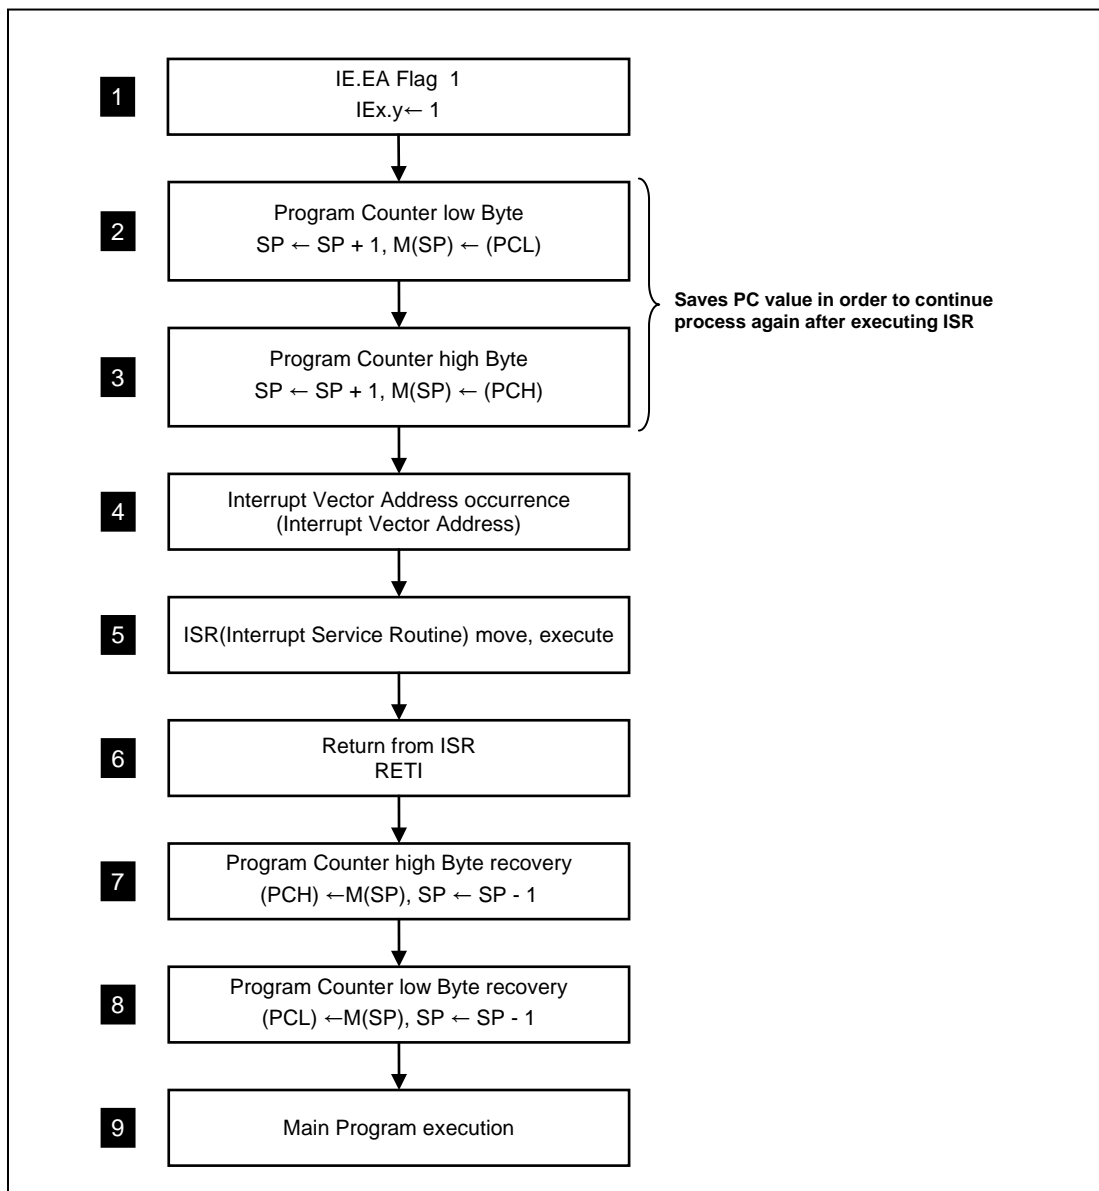 1
IE.EA Flag  1
IEx.y← 1
2
Program Counter low Byte
SP ← SP + 1, M(SP) ← (PCL)
3
Program Counter high Byte
SP ← SP + 1, M(SP) ← (PCH)
Saves PC value in order to continue
process again after executing ISR
4
Interrupt Vector Address occurrence
(Interrupt Vector Address)
5
ISR(Interrupt Service Routine) move, execute
6
Return from ISR
RETI
7
Program Counter high Byte recovery
(PCH) ←M(SP), SP ← SP - 1
8
Program Counter low Byte recovery
(PCL) ←M(SP), SP ← SP - 1
9
Main Program execution